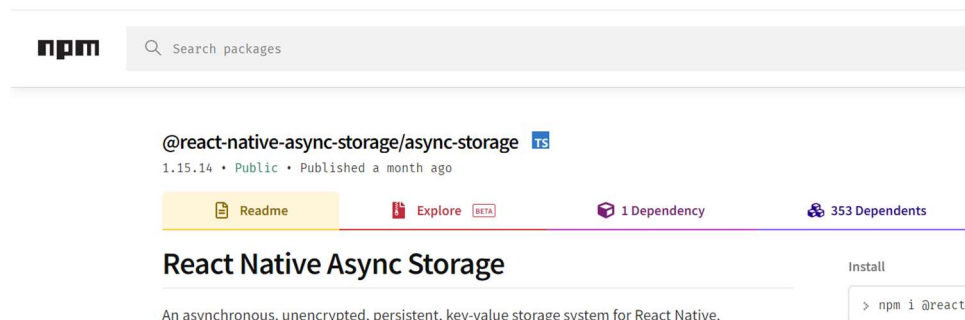 npm
Search packages
@react-native-async-storage/async-storage TS
1.15.14 • Public • Published a month ago
Readme
Explore BETA
1 Dependency
353 Dependents
React Native Async Storage
Install
> npm i @react
An asynchronous, unencrypted, persistent, key-value storage system for React Native.